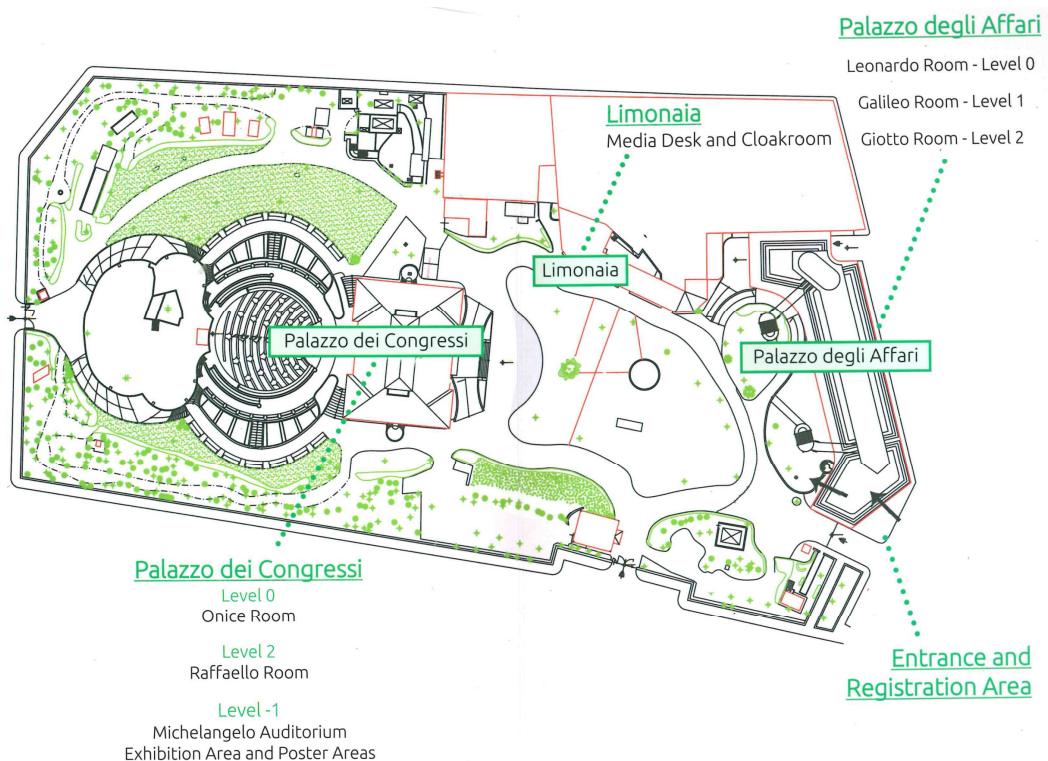 Palazzo degli Affari
Leonardo Room - Level 0
Galileo Room - Level 1
Giotto Room - Level 2
Limonaia
Media Desk and Cloakroom
Limonaia
Palazzo dei Congressi
Palazzo degli Affari
Palazzo dei Congressi
Level 0
Onice Room
Level 2
Raffaello Room
Level -1
Michelangelo Auditorium
Exhibition Area and Poster Areas
Entrance and
Registration Area